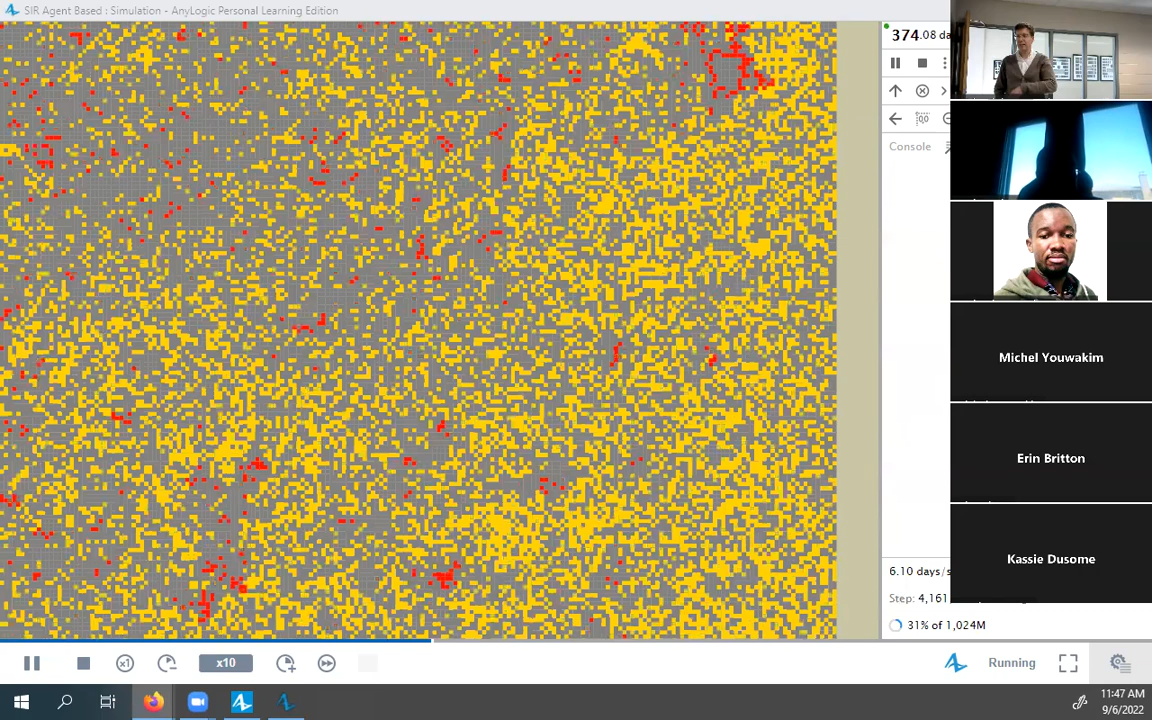 SIR Agent Based : Simulation - AnyLogic Personal Learning Edition
374.08 da
Console
Michel Youwakim
Erin Britton
Kassie Dusome
6.10 days/s
Step: 4,161
31% of 1,024M
x1
x10
Running
11:47 AM
9/6/2022